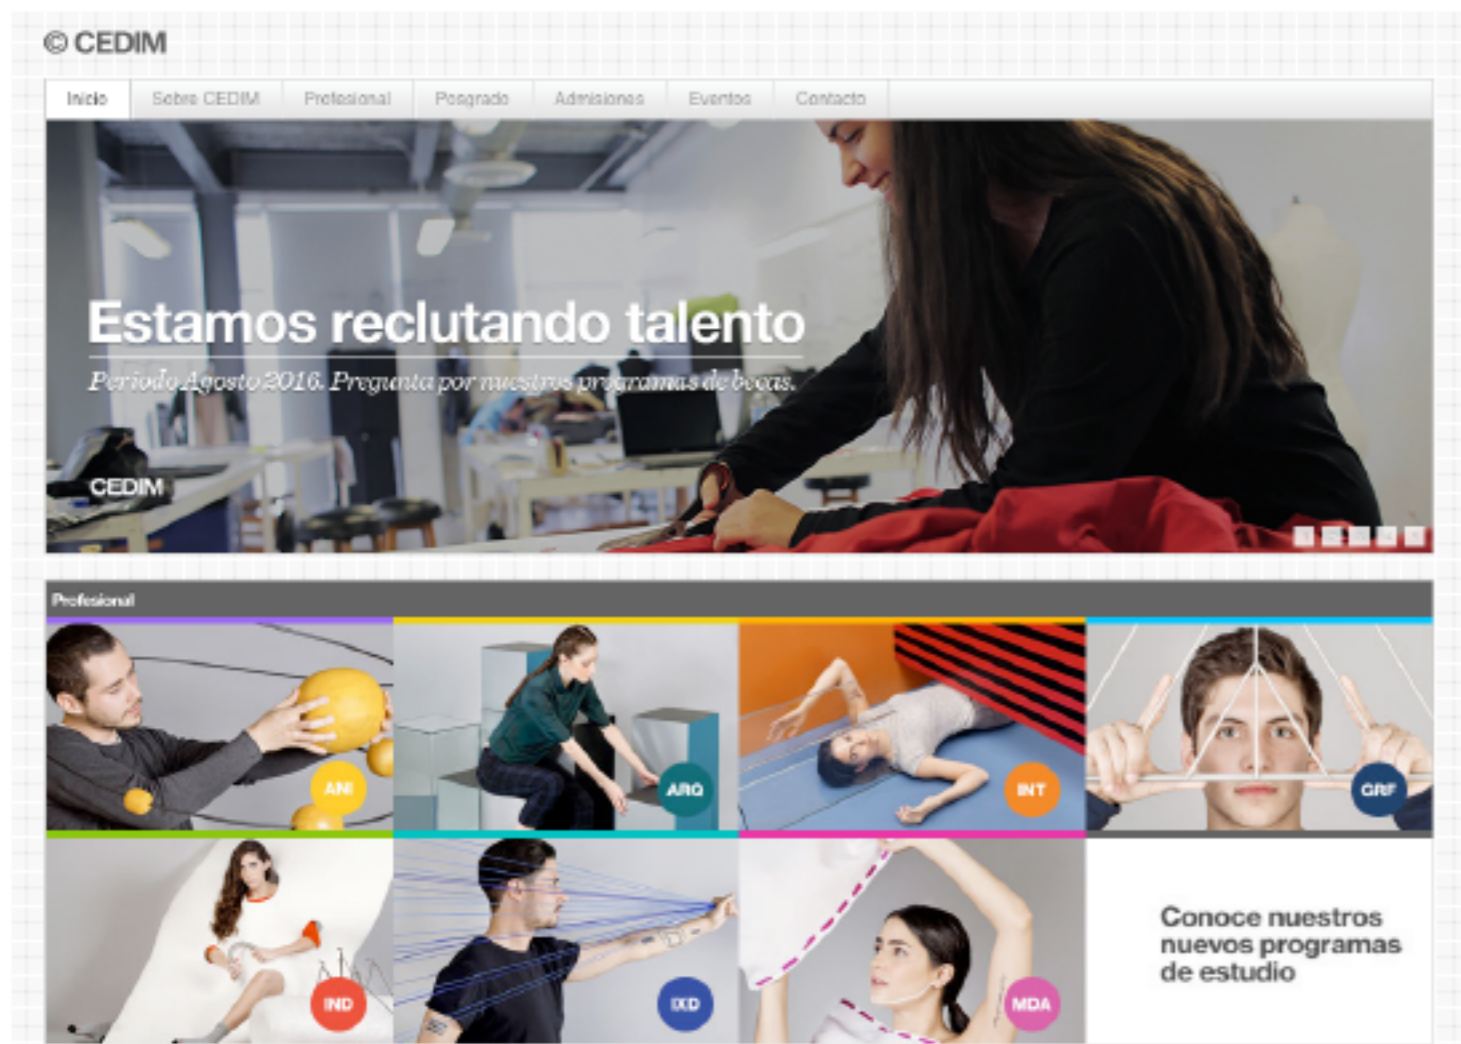 © CEDIM
Inicio Sobre CEDIM Profesional Posgrado Admisiones Eventos Contacto
Estamos reclutando talento
Periodo Agosto 2016. Pregunta por nuestros programas de becas.
CEDIM
Profesional
ANI
ARQ
INT
GRF
IND
IXD
MDA
Conoce nuestros
nuevos programas
de estudio